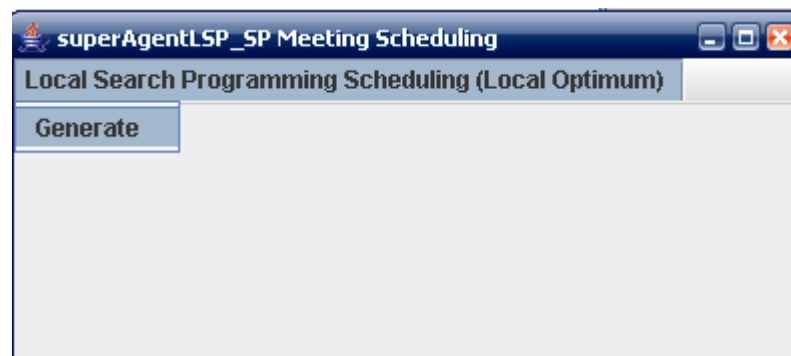 superAgentLSP_SP Meeting Scheduling
Local Search Programming Scheduling (Local Optimum)
Generate